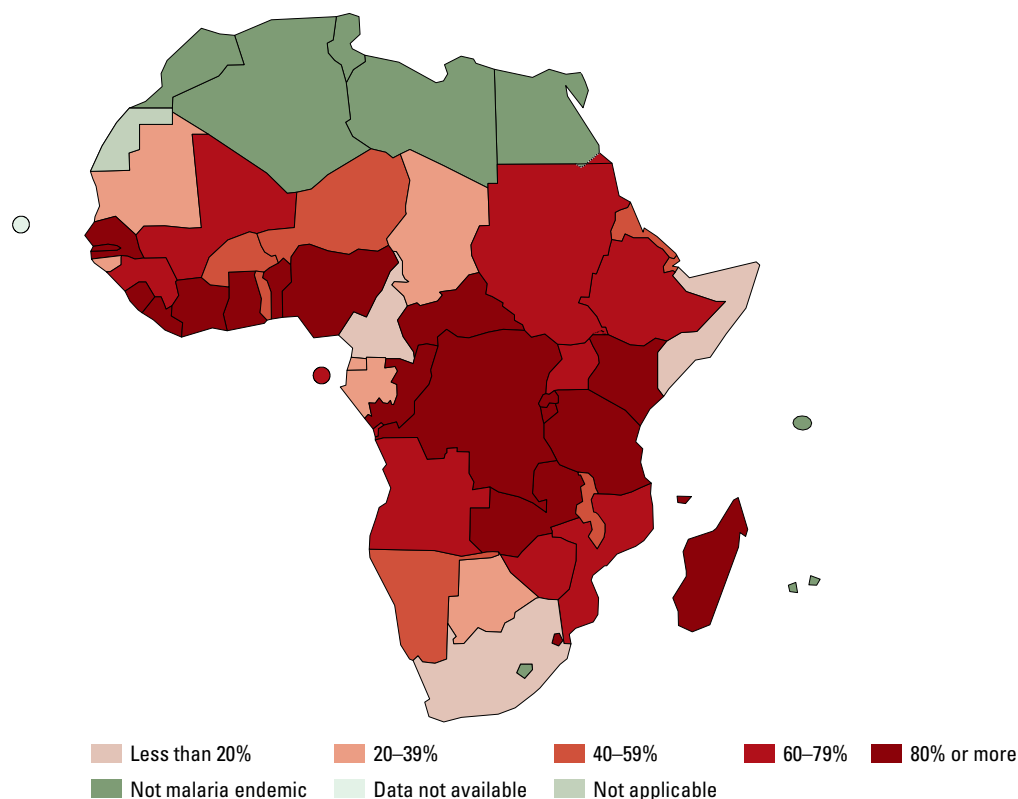 Less than 20% 20–39% 40–59% 60–79% 80% or more
Not malaria endemic Data not available Not applicable